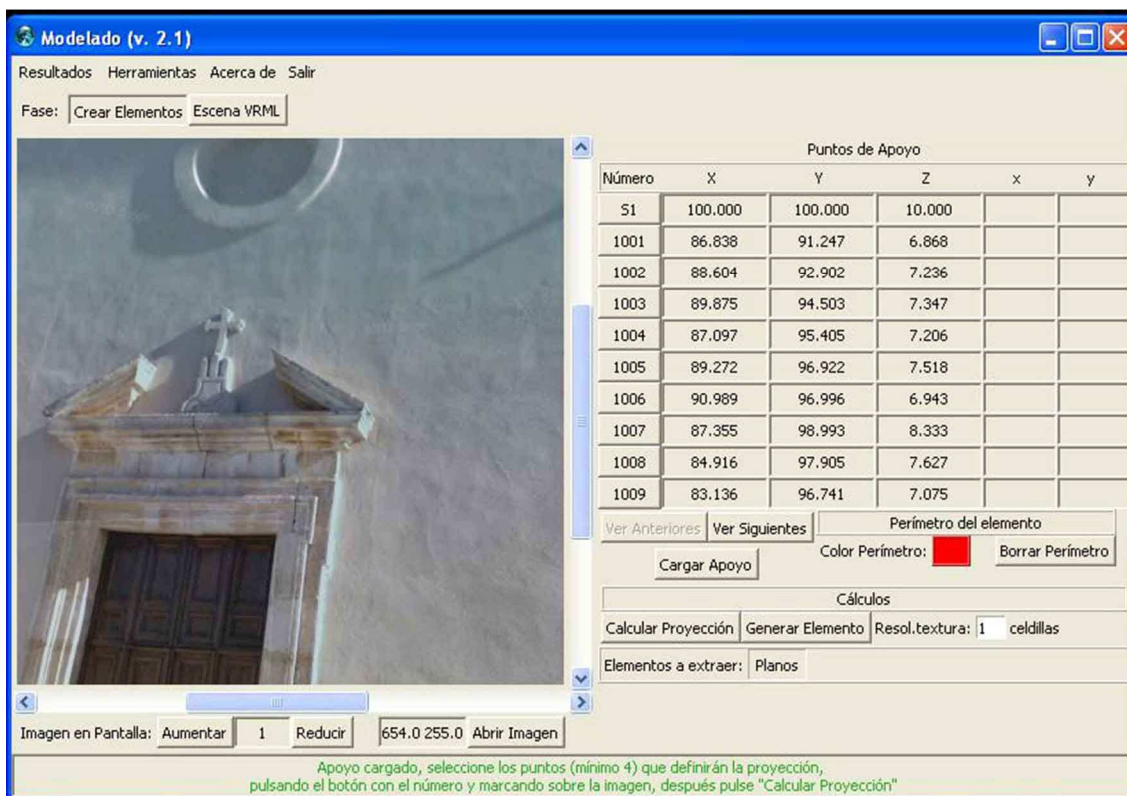 Modelado (v. 2.1)
Resultados Herramientas Acerca de Salir
Fase: Crear Elementos Escena VRML
Puntos de Apoyo
Número X Y Z x y
S1 100.000 100.000 10.000
1001 86.838 91.247 6.868
1002 88.604 92.902 7.236
1003 89.875 94.503 7.347
1004 87.097 95.405 7.206
1005 89.272 96.922 7.518
1006 90.989 96.996 6.943
1007 87.355 98.993 8.333
1008 84.916 97.905 7.627
1009 83.136 96.741 7.075
Ver Anteriores Ver Siguientes Perímetro del elemento
Cargar Apoyo Color Perímetro: Borrar Perímetro
Cálculos
Calcular Proyección Generar Elemento Resol.textura: 1 celdillas
Elementos a extraer: Planos
Imagen en Pantalla: Aumentar 1 Reducir 654.0 255.0 Abrir Imagen
Apoyo cargado, seleccione los puntos (mínimo 4) que definirán la proyección,
pulsando el botón con el número y marcando sobre la imagen, después pulse "Calcular Proyección"